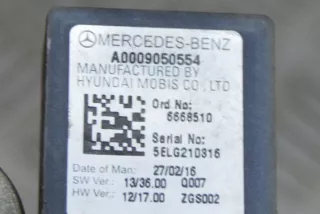 MERCEDES-BENZ
A0009050554
MANUFACTURED BY
HYUNDAI MOBIS CO., LTD
Ord No:
6668510
Serial No:
5ELG210316
Date of Man: 27/02/16
SW Ver.: 13/36.00 Q007
HW Ver.: 12/17.00 ZGS002